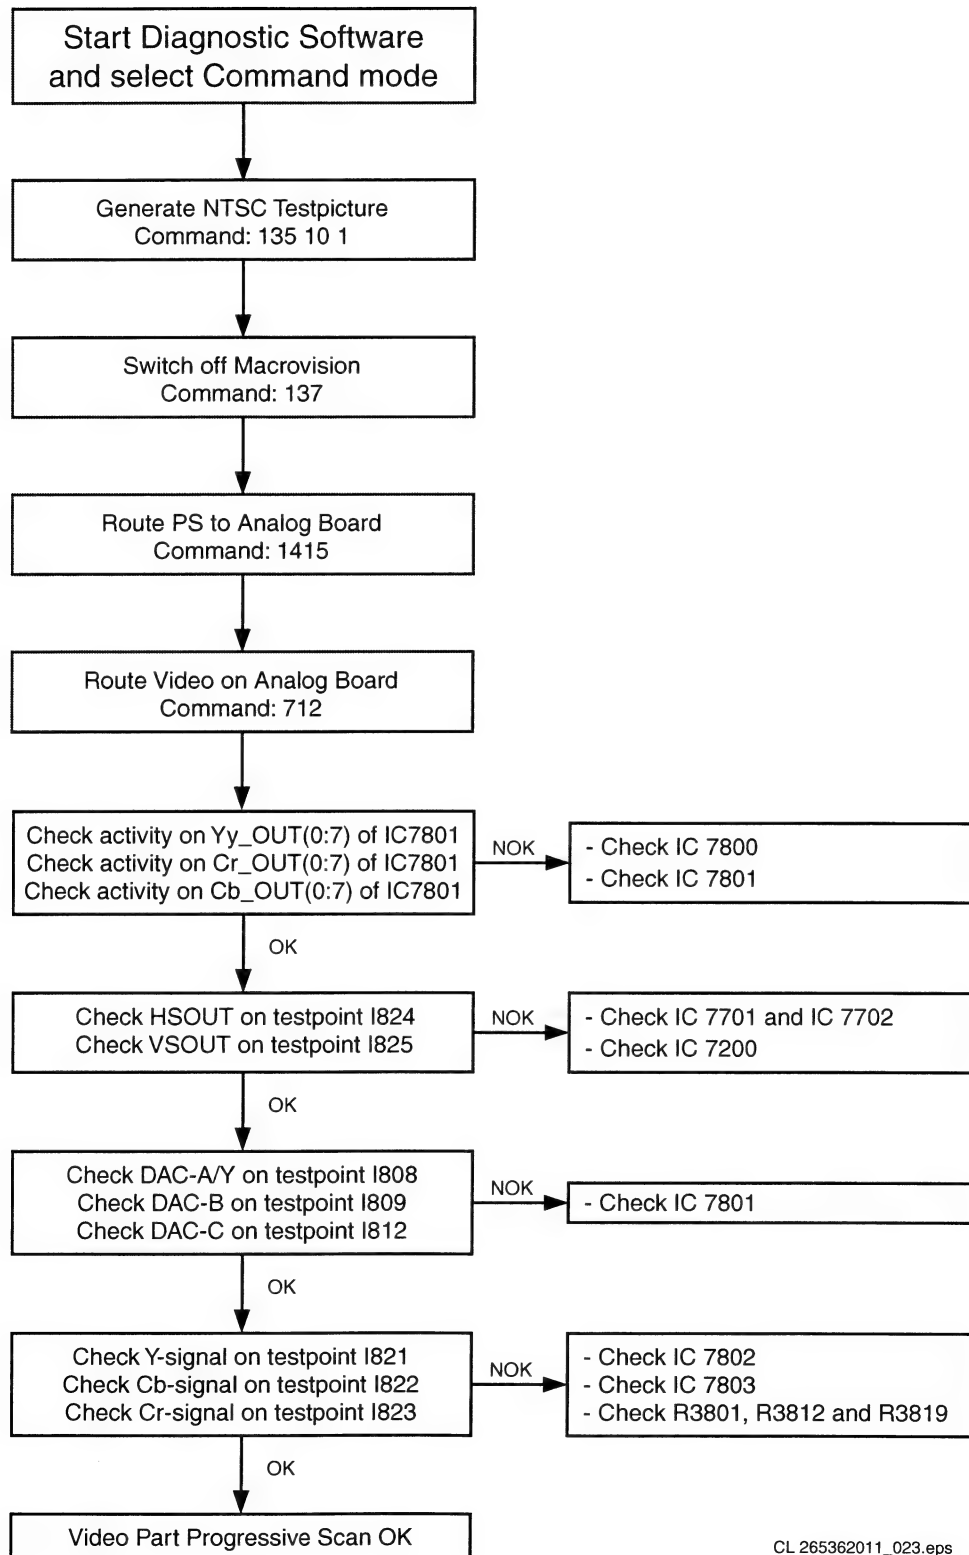 Start Diagnostic Software
and select Command mode
Generate NTSC Testpicture
Command: 135 10 1
Switch off Macrovision
Command: 137
Route PS to Analog Board
Command: 1415
Route Video on Analog Board
Command: 712
Check activity on Yy_OUT(0:7) of IC7801
Check activity on Cr_OUT(0:7) of IC7801
Check activity on Cb_OUT(0:7) of IC7801
NOK
- Check IC 7800
- Check IC 7801
OK
Check HSOUT on testpoint I824
Check VSOUT on testpoint I825
NOK
- Check IC 7701 and IC 7702
- Check IC 7200
OK
Check DAC-A/Y on testpoint I808
Check DAC-B on testpoint I809
Check DAC-C on testpoint I812
NOK
- Check IC 7801
OK
Check Y-signal on testpoint I821
Check Cb-signal on testpoint I822
Check Cr-signal on testpoint I823
NOK
- Check IC 7802
- Check IC 7803
- Check R3801, R3812 and R3819
OK
Video Part Progressive Scan OK
CL 265362011_023.eps